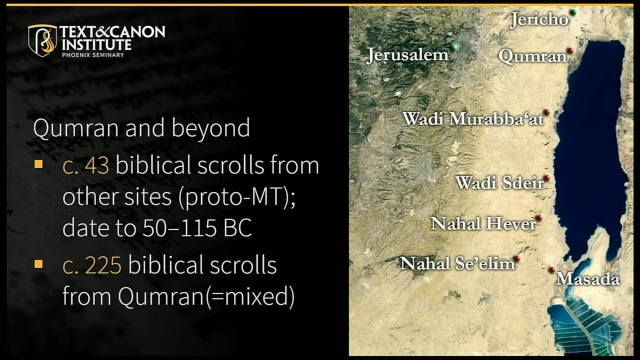 TEXT&CANON
INSTITUTE
PHOENIX SEMINARY
Qumran and beyond
▪ c. 43 biblical scrolls from
other sites (proto-MT);
date to 50–115 BC
▪ c. 225 biblical scrolls
from Qumran(=mixed)
Jericho
Jerusalem
Qumran
Wadi Murabba‘at
Wadi Sdeir
Nahal Hever
Nahal Se’elim
Masada